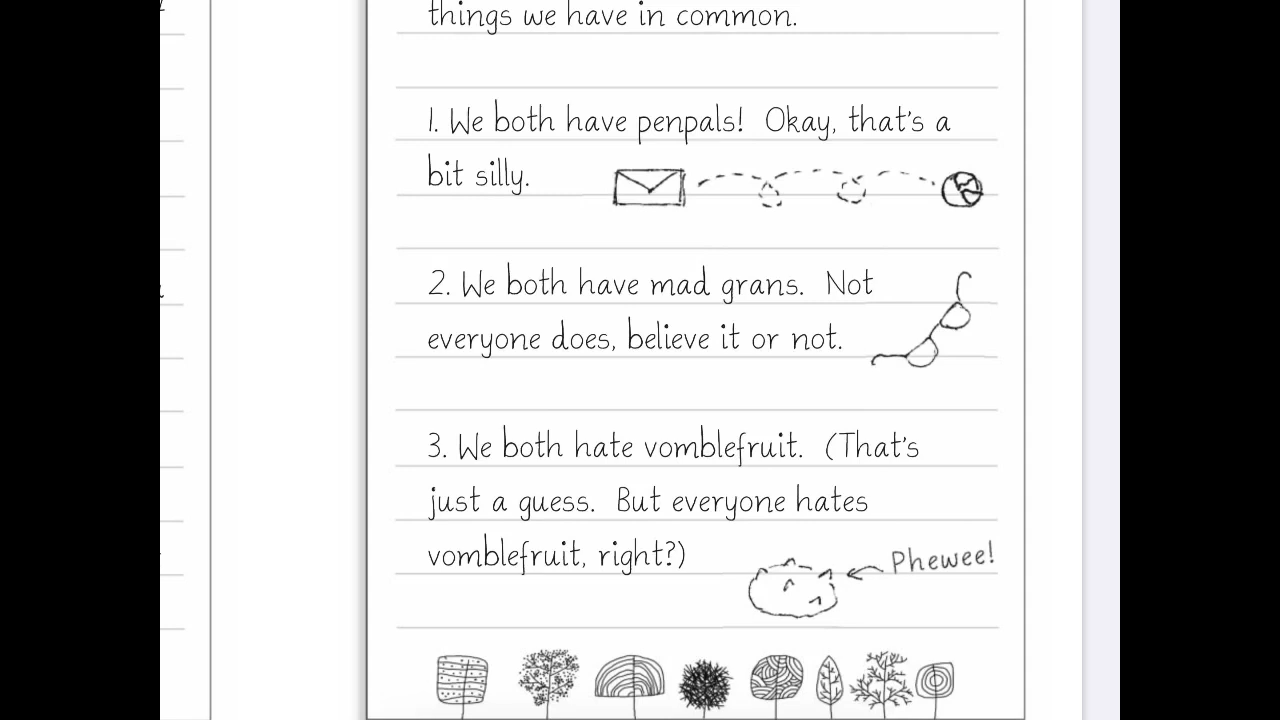 things we have in common.
1. We both have penpals! Okay, that's a
bit silly.
2. We both have mad grans. Not
everyone does, believe it or not.
3. We both hate vomblefruit. (That's
just a guess. But everyone hates
vomblefruit, right?)
Phewee!